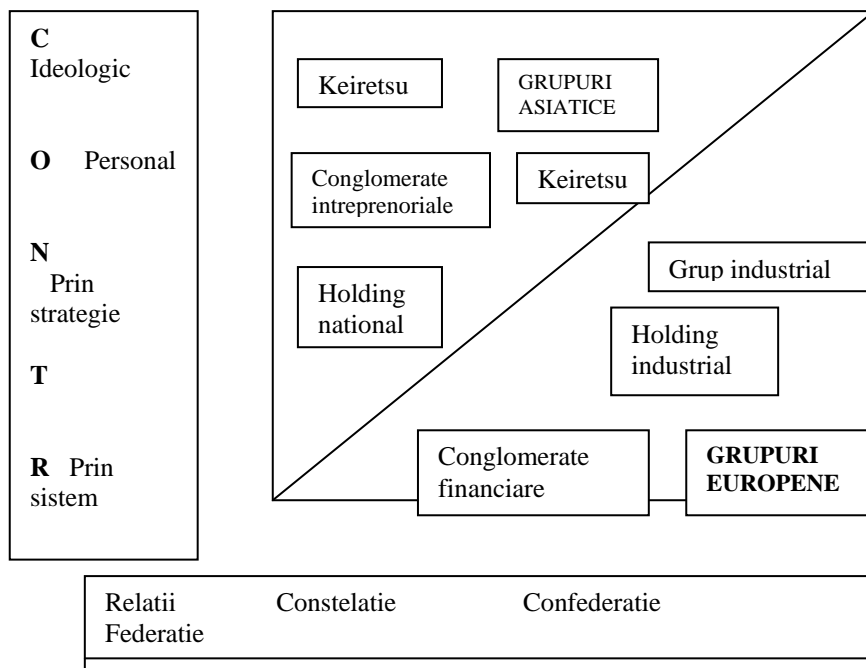 C
Ideologic
O Personal
N
Prin
strategie
T
R Prin
sistem
Keiretsu
GRUPURI
ASIATICE
Conglomerate
intreprenoriale
Keiretsu
Grup industrial
Holding
national
Holding
industrial
Conglomerate
financiare
GRUPURI
EUROPENE
Relatii Constelatie Confederatie
Federatie